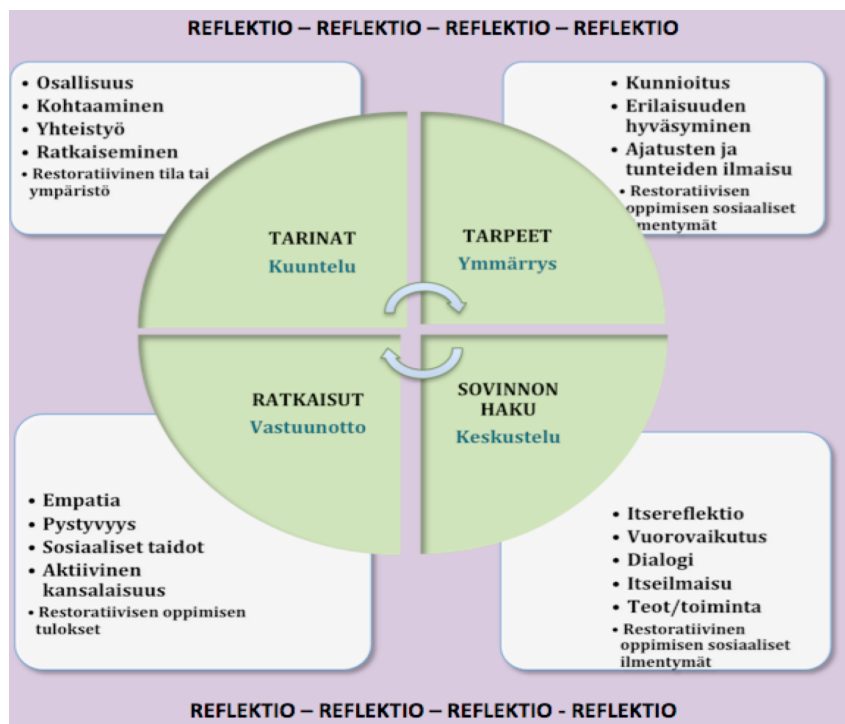 REFLEKTIO – REFLEKTIO – REFLEKTIO – REFLEKTIO
• Osallisuus
• Kohtaaminen
• Yhteistyö
• Ratkaiseminen
• Restoratiivinen tila tai
ympäristö
• Kunnioitus
• Erilaisuuden
hyväsyminen
• Ajatusten ja
tunteiden ilmaisu
• Restoratiivisen
oppimisen sosiaaliset
lmentymät
TARINAT
Kuuntelu
TARPEET
Ymmärrys
RATKAISUT
Vastuunotto
SOVINNON
HAKU
Keskustelu
• Empatia
• Pystyvyys
• Sosiaaliset taidot
• Aktiivinen
kansalaisuus
• Restoratiivisen oppimisen
tulokset
• Itsereflektio
• Vuorovaikutus
• Dialogi
• Itseilmaisu
• Teot/toiminta
• Restoratiivinen
oppimisen sosiaaliset
ilmentymät
REFLEKTIO – REFLEKTIO – REFLEKTIO - REFLEKTIO